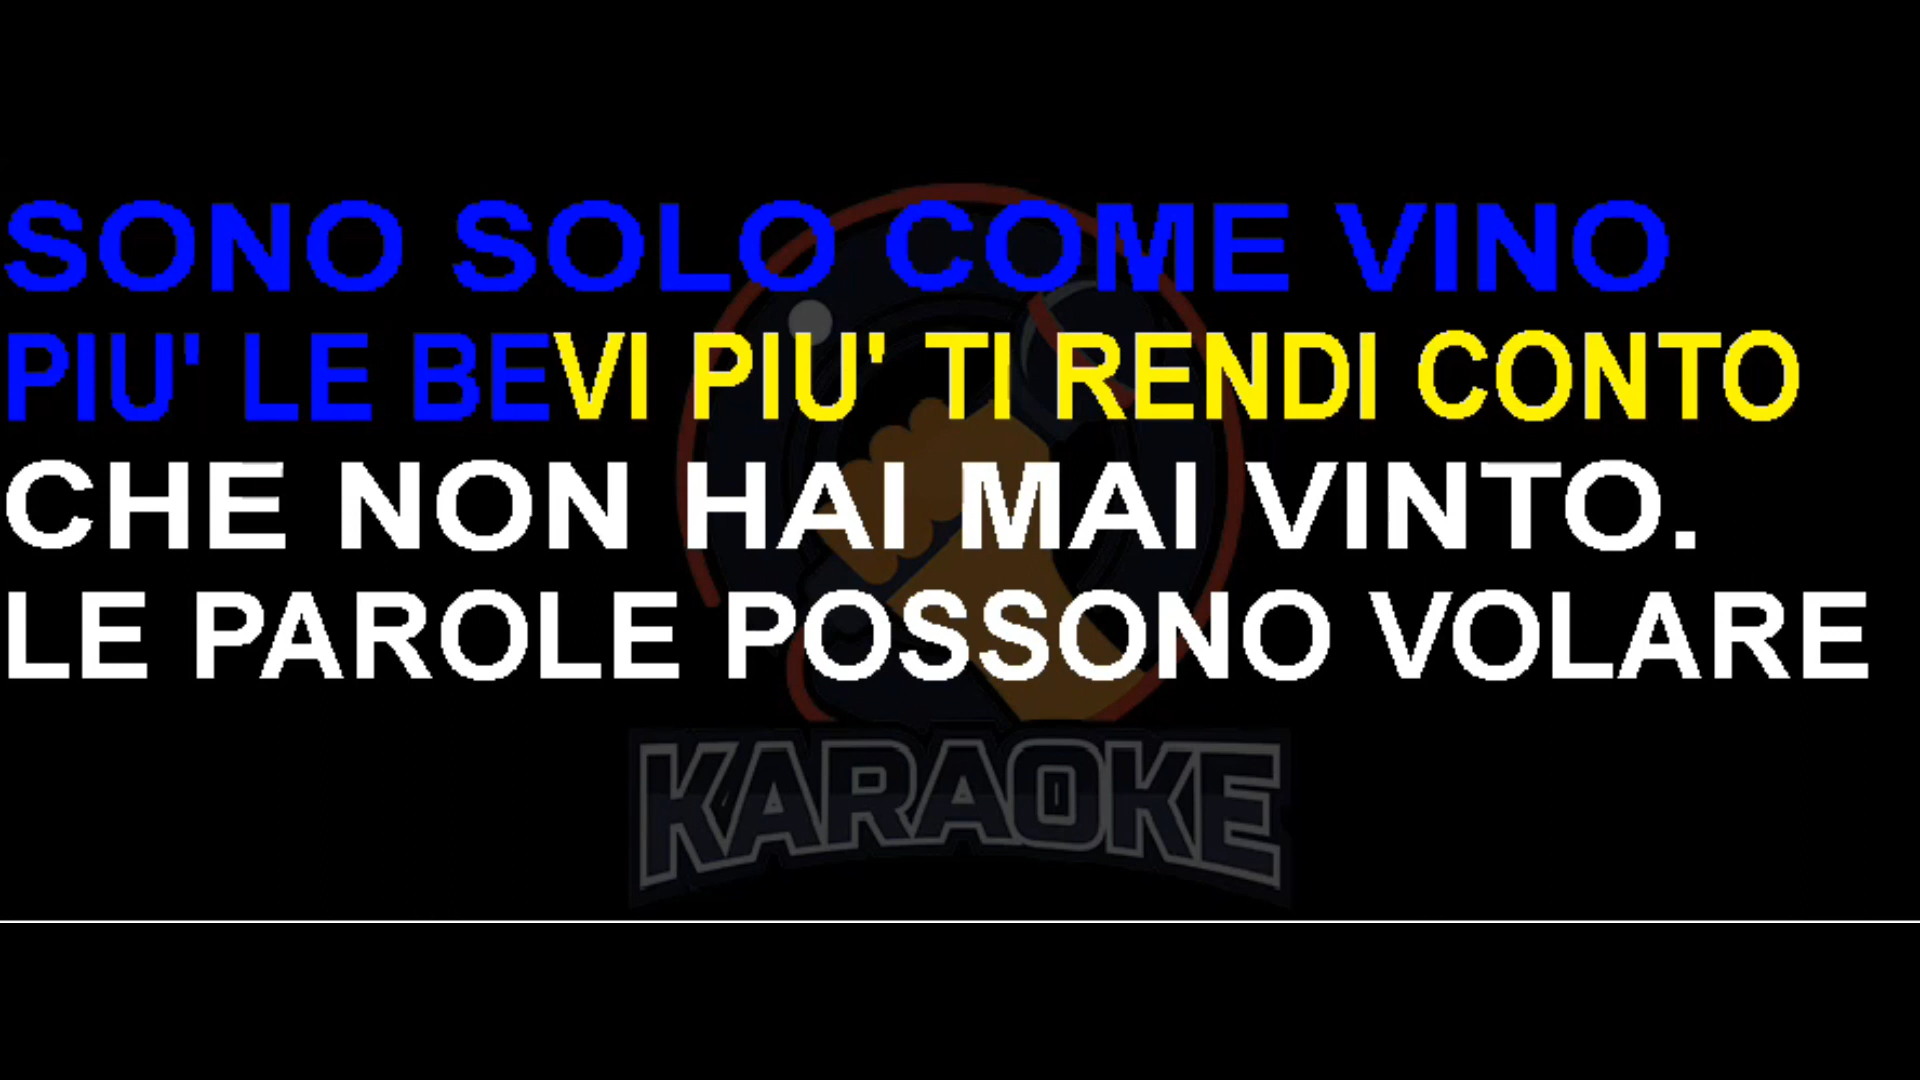 SONO SOLO COME VINO
PIU' LE BEVI PIU' TI RENDI CONTO
CHE NON HAI MAI VINTO.
LE PAROLE POSSONO VOLARE
KARAOKE